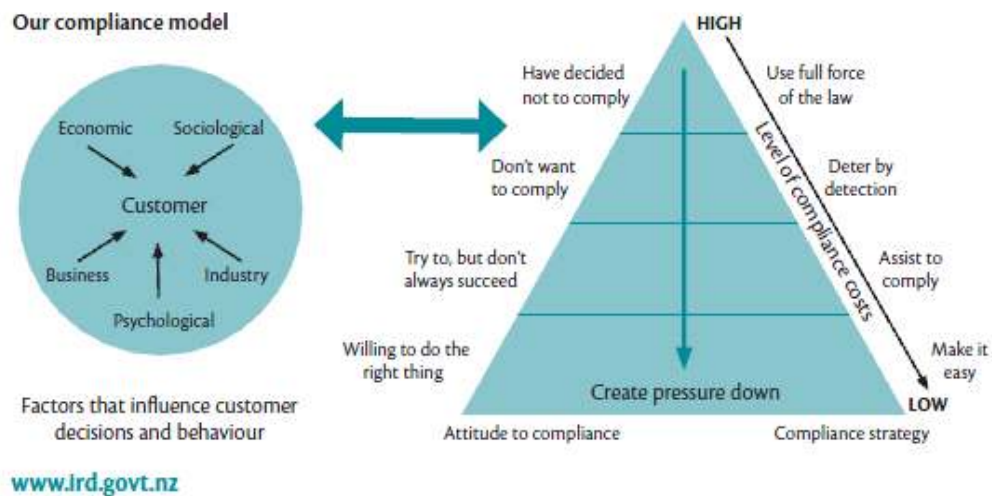 Our compliance model
Economic
Sociological
Customer
Business
Industry
Psychological
Factors that influence customer
decisions and behaviour
HIGH
Have decided
not to comply
Use full force
of the law
Don't want
to comply
Deter by
detection
Level of compliance costs
Try to, but don't
always succeed
Assist to
comply
Willing to do the
right thing
Make it
easy
Create pressure down
LOW
Attitude to compliance
Compliance strategy
www.ird.govt.nz